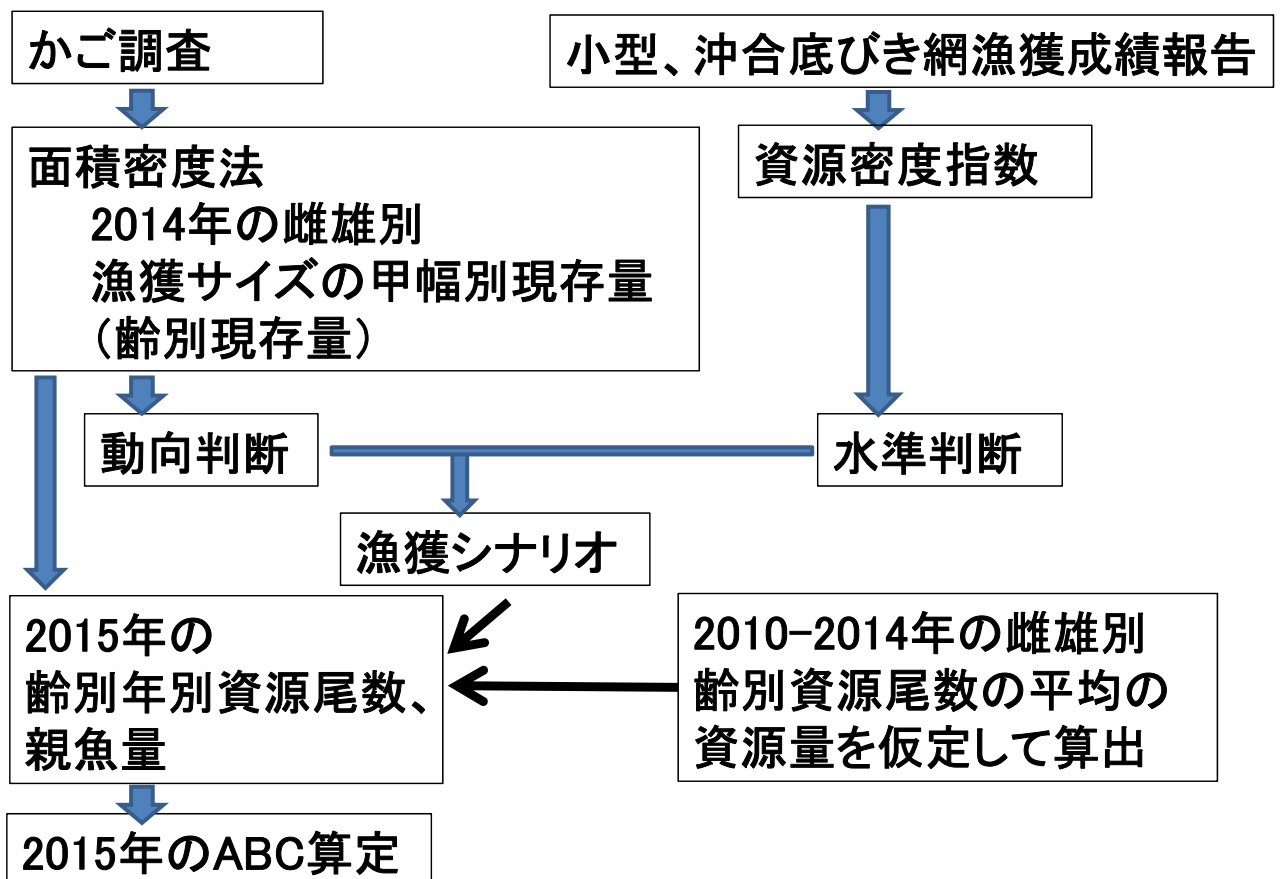 かご調査
小型、沖合底びき網漁獲成績報告
面積密度法
2014年の雌雄別
漁獲サイズの甲幅別現存量
（齢別現存量）
資源密度指数
動向判断
水準判断
漁獲シナリオ
2015年の
齢別年別資源尾数、
親魚量
2010-2014年の雌雄別
齢別資源尾数の平均の
資源量を仮定して算出
2015年のABC算定